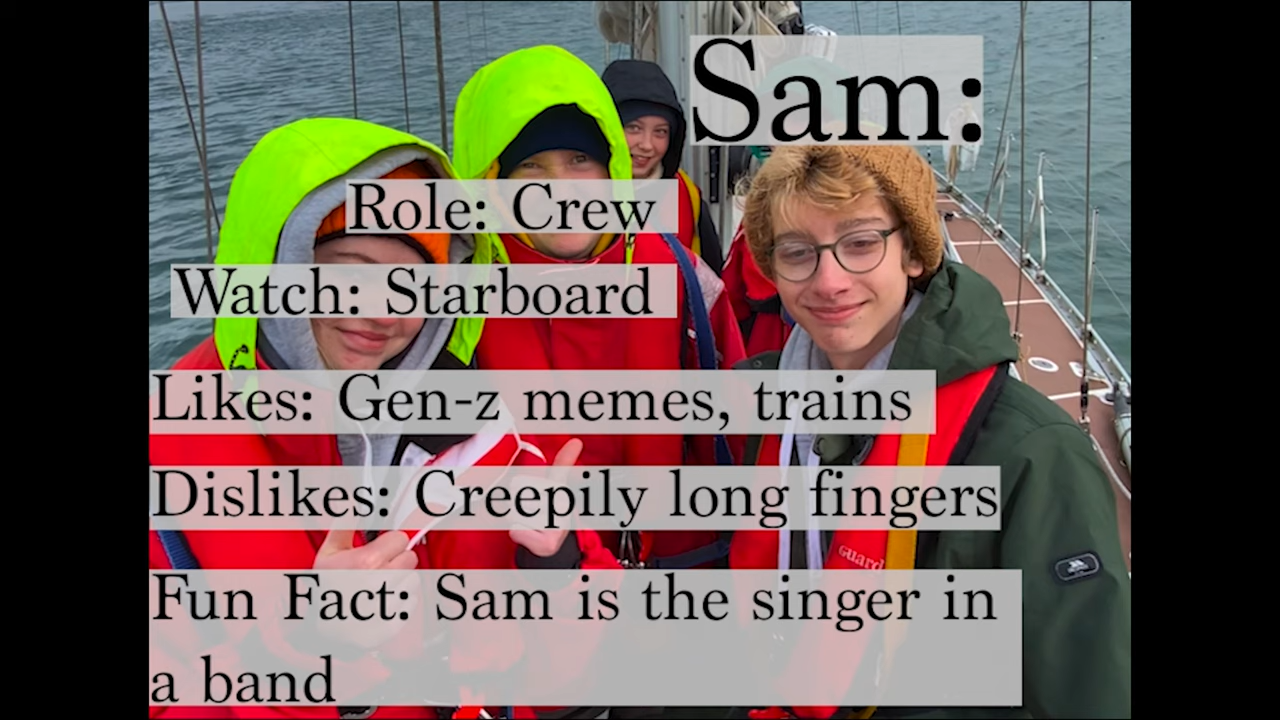 Sam:
Role: Crew
Watch: Starboard
Likes: Gen-z memes, trains
Dislikes: Creepily long fingers
Fun Fact: Sam is the singer in
a band
guard